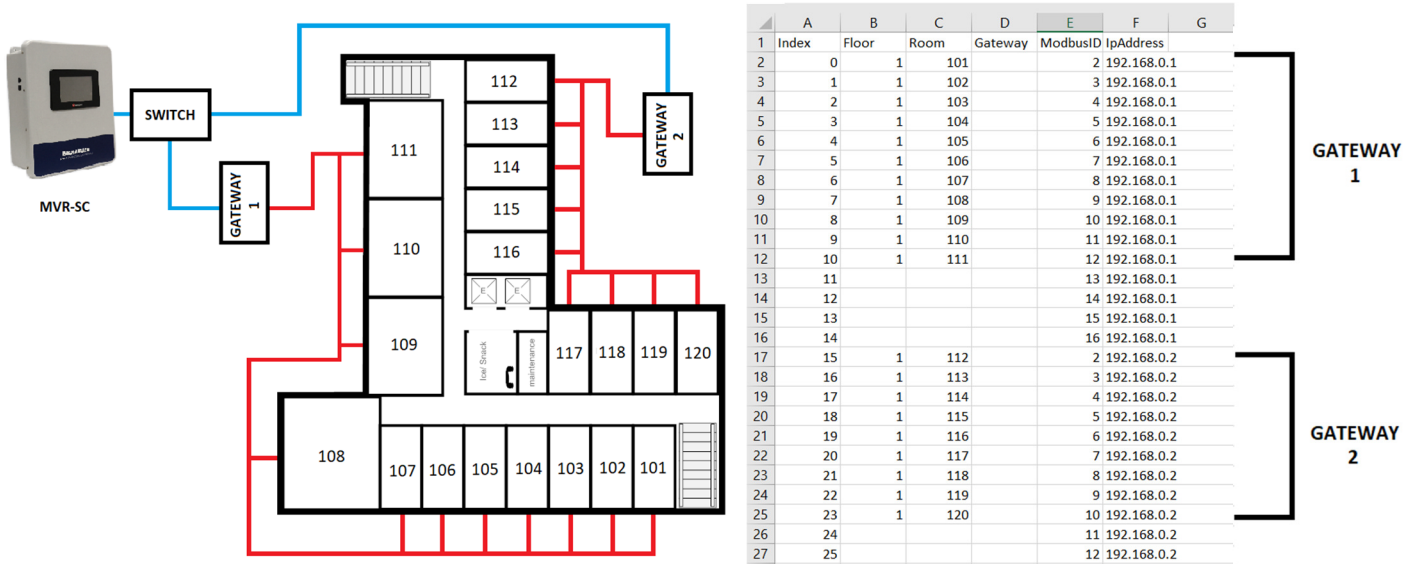 SWITCH
MVR-SC
GATEWAY
1
GATEWAY
2
111
110
109
108
112
113
114
115
116
E E
Ice/ Snack
maintenance
117 118 119 120
107 106 105 104 103 102 101
A B C D E F G
1 Index Floor Room Gateway ModbusID IpAddress
2 0 1 101 2 192.168.0.1
3 1 1 102 3 192.168.0.1
4 2 1 103 4 192.168.0.1
5 3 1 104 5 192.168.0.1
6 4 1 105 6 192.168.0.1
7 5 1 106 7 192.168.0.1
8 6 1 107 8 192.168.0.1
9 7 1 108 9 192.168.0.1
10 8 1 109 10 192.168.0.1
11 9 1 110 11 192.168.0.1
12 10 1 111 12 192.168.0.1
13 11 13 192.168.0.1
14 12 14 192.168.0.1
15 13 15 192.168.0.1
16 14 16 192.168.0.1
17 15 1 112 2 192.168.0.2
18 16 1 113 3 192.168.0.2
19 17 1 114 4 192.168.0.2
20 18 1 115 5 192.168.0.2
21 19 1 116 6 192.168.0.2
22 20 1 117 7 192.168.0.2
23 21 1 118 8 192.168.0.2
24 22 1 119 9 192.168.0.2
25 23 1 120 10 192.168.0.2
26 24 11 192.168.0.2
27 25 12 192.168.0.2
GATEWAY
1
GATEWAY
2